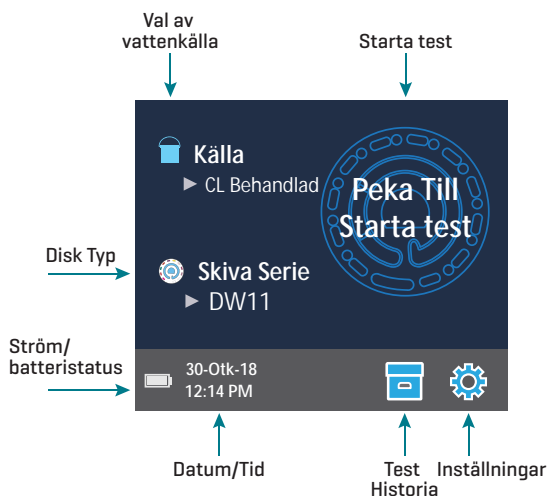 Val av
vattenkälla
Starta test
Källa
► CL Behandlad
Peka Till
Starta test
Disk Typ
Skiva Serie
► DW11
Ström/
batteristatus
30-Otk-18
12:14 PM
Datum/Tid
Test
Historia
Inställningar